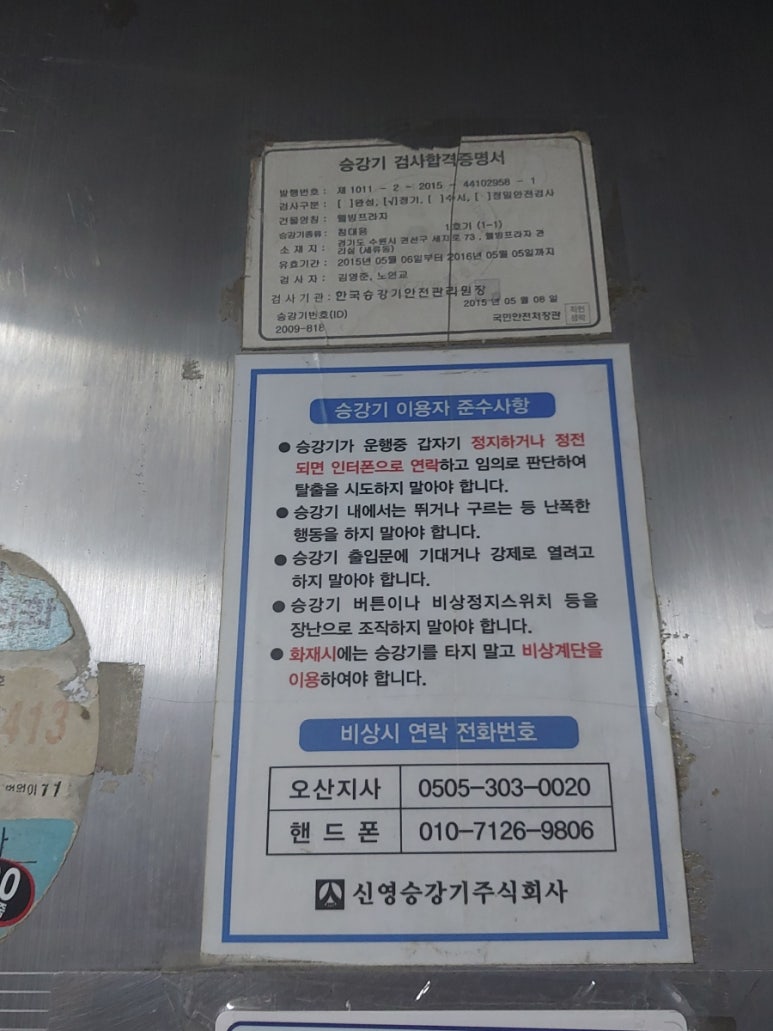 승강기 검사합격증명서
발행번호 : 제 1011 - 2 - 2015 - 44102958 - 1
검사구분 : [ ]완성, [√]정기, [ ]수시, [ ]정밀안전검사
건물명칭 : 웰빙프라자
승강기종류 : 침대용 1호기 (1-1)
소 재 지 : 경기도 수원시 권선구 세지로 73 , 웰빙프라자 관
리실 (세류동)
유효기간 : 2015년 05월 06일부터 2016년 05월 05일까지
검 사 자 : 김영준, 노연교
검 사 기 관 : 한국승강기안전관리원장
2015 년 05 월 08 일
승강기번호(ID)
국민안전처장관
직인
생략
2009-818
승강기 이용자 준수사항
● 승강기가 운행중 갑자기 정지하거나 정전
되면 인터폰으로 연락하고 임의로 판단하여
탈출을 시도하지 말아야 합니다.
● 승강기 내에서는 뛰거나 구르는 등 난폭한
행동을 하지 말아야 합니다.
● 승강기 출입문에 기대거나 강제로 열려고
하지 말아야 합니다.
● 승강기 버튼이나 비상정지스위치 등을
장난으로 조작하지 말아야 합니다.
● 화재시에는 승강기를 타지 말고 비상계단을
이용하여야 합니다.
비상시 연락 전화번호
오산지사 0505-303-0020
핸 드 폰 010-7126-9806
신영승강기주식회사
413
11